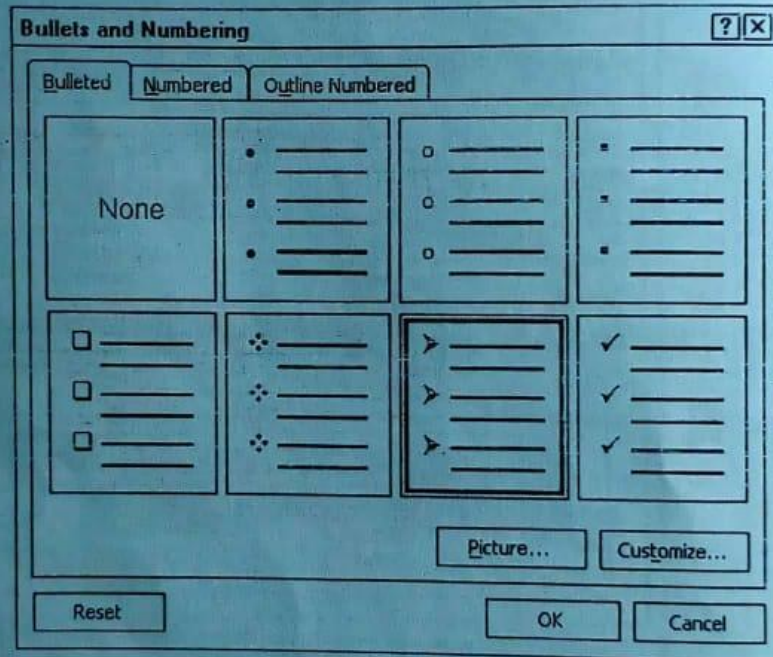 Bullets and Numbering
Bulleted Numbered Outline Numbered
None
Picture... Customize...
Reset OK Cancel